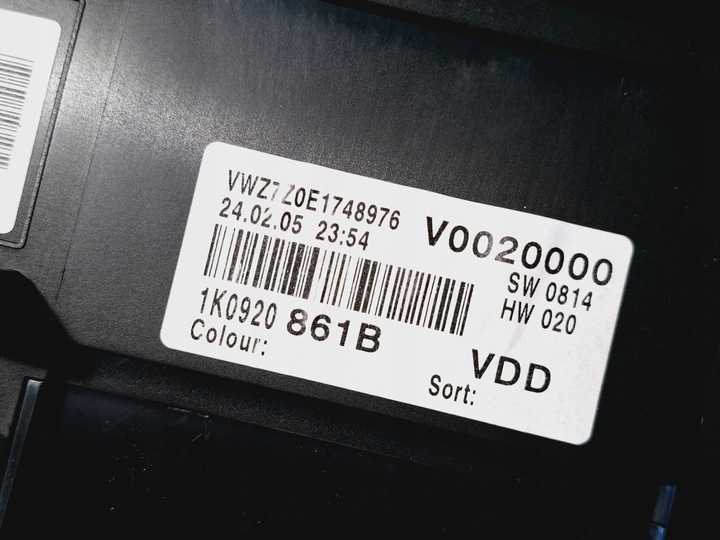 VWZ7Z0E1748976
24.02.05 23:54
V0020000
SW 0814
HW 020
1K0920 861B
Colour:
VDD
Sort: